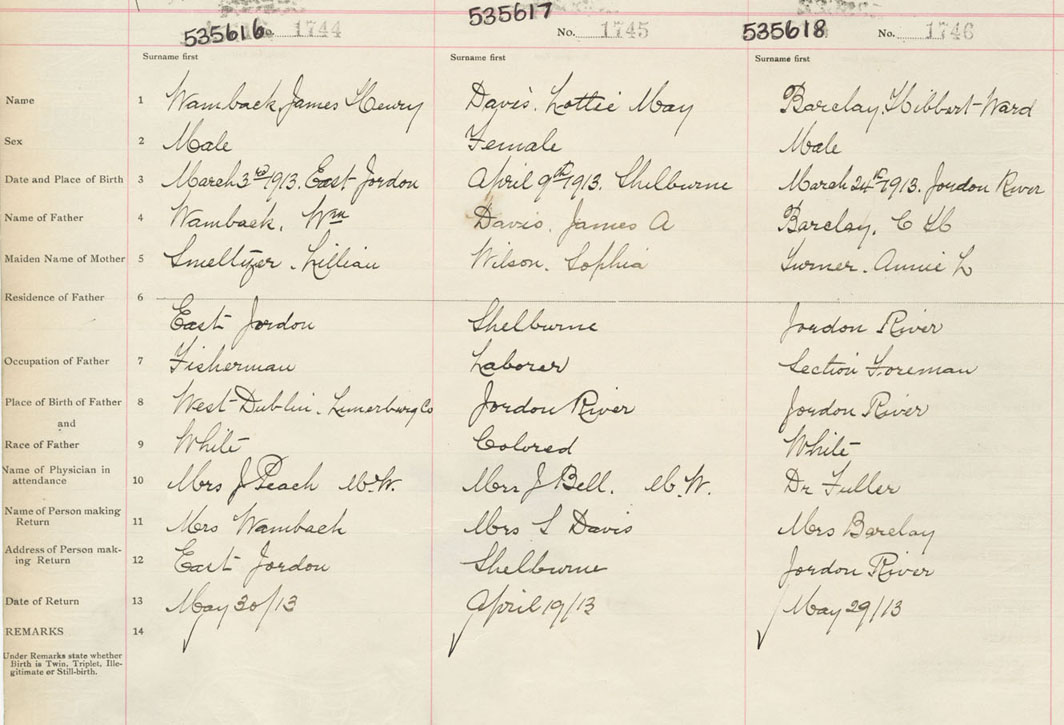 535616 No. 1744 535617 No. 1745 535618 No. 1746
Surname first Surname first Surname first
Name 1 Wamback James Henry Davis. Lottie May Barclay. Hibbert-Ward
Sex 2 Male Female Male
Date and Place of Birth 3 March 3rd 1913. East Jordon April 9th 1913. Shelburne March 24th 1913. Jordon River
Name of Father 4 Wamback, Wm Davis. James A Barclay. C H
Maiden Name of Mother 5 Smeltzer. Lillian Wilson. Sophia Turner. Annie L
Residence of Father 6 East Jordon Shelburne Jordon River
Occupation of Father 7 Fisherman Laborer Section Foreman
Place of Birth of Father 8 West Dublin. Lunerburg Co Jordon River Jordon River
and
Race of Father 9 White Colored White
Name of Physician in attendance 10 Mrs J Peach M.W. Mrs J Bell. M.W. Dr Fuller
Name of Person making Return 11 Mrs Wamback Mrs S Davis Mrs Barclay
Address of Person mak-
ing Return 12 East Jordon Shelburne Jordon River
Date of Return 13 May 30/13 April 19/13 May 29/13
REMARKS 14
Under Remarks state whether
Birth is Twin, Triplet, Ille-
gitimate or Still-birth.